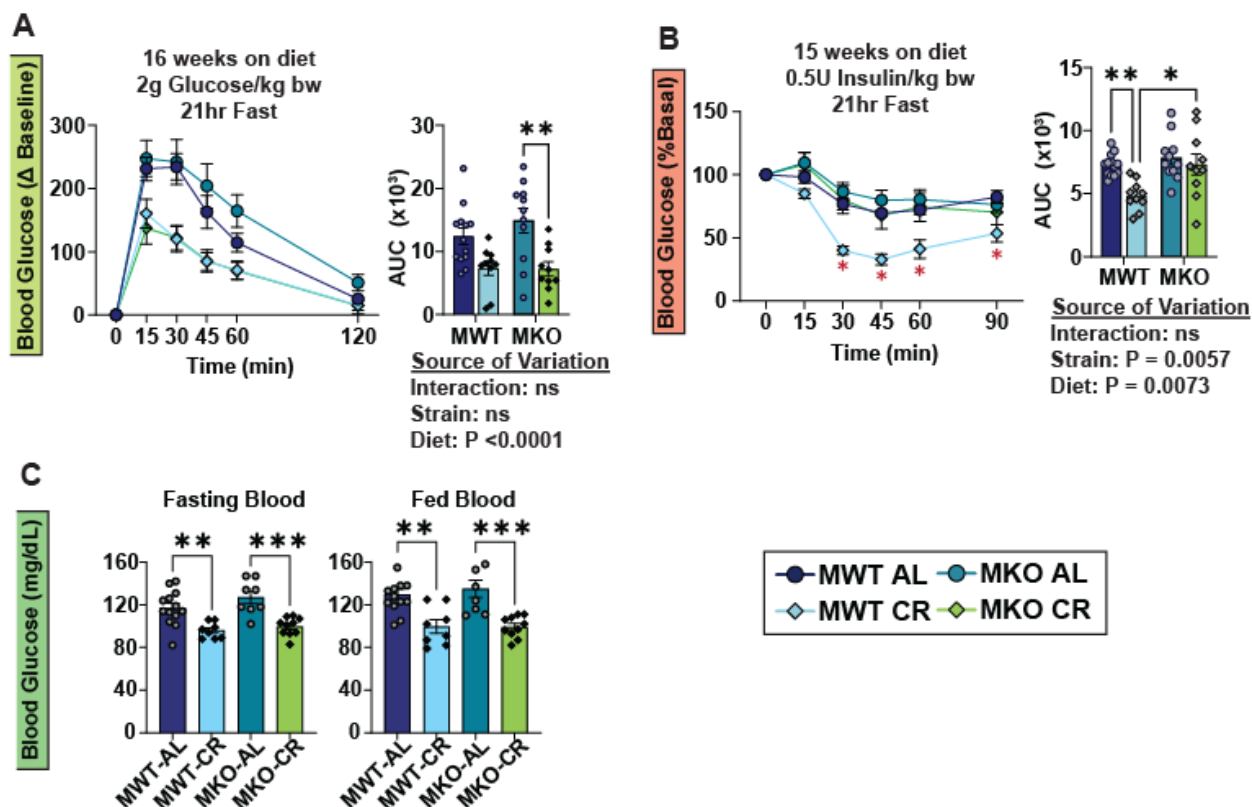 A
Blood Glucose (Δ Baseline)
16 weeks on diet
2g Glucose/kg bw
21hr Fast
300
200
100
0
0 15 30 45 60 120
Time (min)
30
20
10
0
AUC (x10³)
**
MWT MKO
Source of Variation
Interaction: ns
Strain: ns
Diet: P <0.0001
B
Blood Glucose (%Basal)
15 weeks on diet
0.5U Insulin/kg bw
21hr Fast
150
100
50
0
* * * *
0 15 30 45 60 90
Time (min)
15
10
5
0
AUC (x10³)
** *
MWT MKO
Source of Variation
Interaction: ns
Strain: P = 0.0057
Diet: P = 0.0073
C
Blood Glucose (mg/dL)
Fasting Blood
** ***
160
120
80
40
0
MWT-AL MWT-CR MKO-AL MKO-CR
Fed Blood
** ***
160
120
80
40
0
MWT-AL MWT-CR MKO-AL MKO-CR
MWT AL MKO AL
MWT CR MKO CR